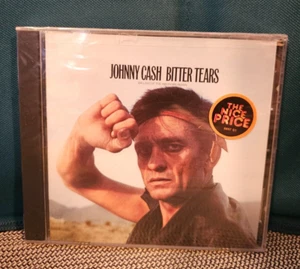 JOHNNY CASH BITTER TEARS
THE
NICE
PRICE